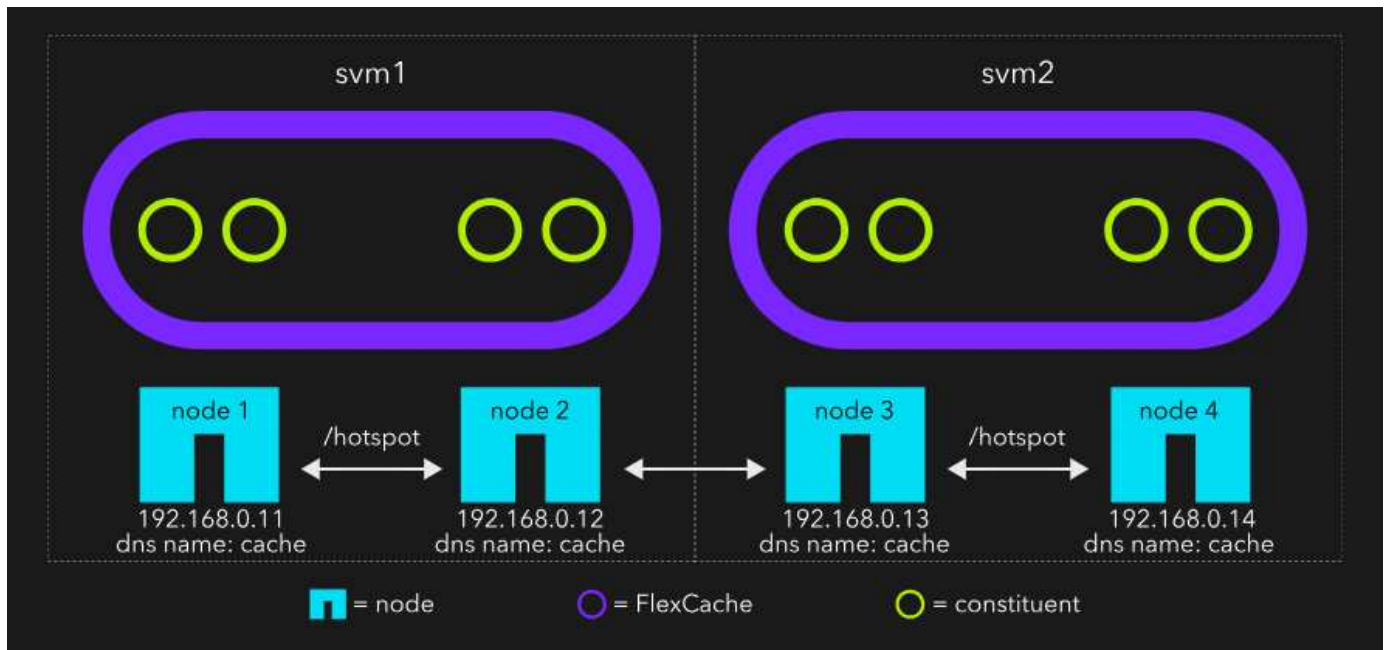 svm1
svm2
node 1
node 2
node 3
node 4
/hotspot
/hotspot
192.168.0.11
dns name: cache
192.168.0.12
dns name: cache
192.168.0.13
dns name: cache
192.168.0.14
dns name: cache
= node
= FlexCache
= constituent